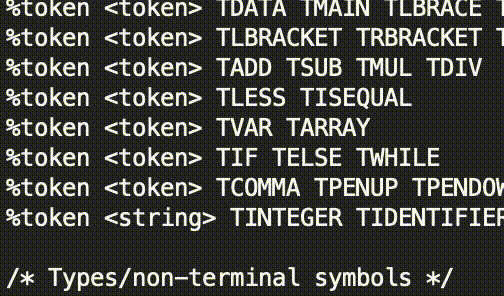 %token <token> TDATA TMAIN TLBRACE
%token <token> TLBRACKET TRBRACKET
%token <token> TADD TSUB TMUL TDIV
%token <token> TLESS TISEQUAL
%token <token> TVAR TARRAY
%token <token> TIF TELSE TWHILE
%token <token> TCOMMA TPENUP TPENDOW
%token <string> TINTEGER TIDENTIFIER
/* Types/non-terminal symbols */